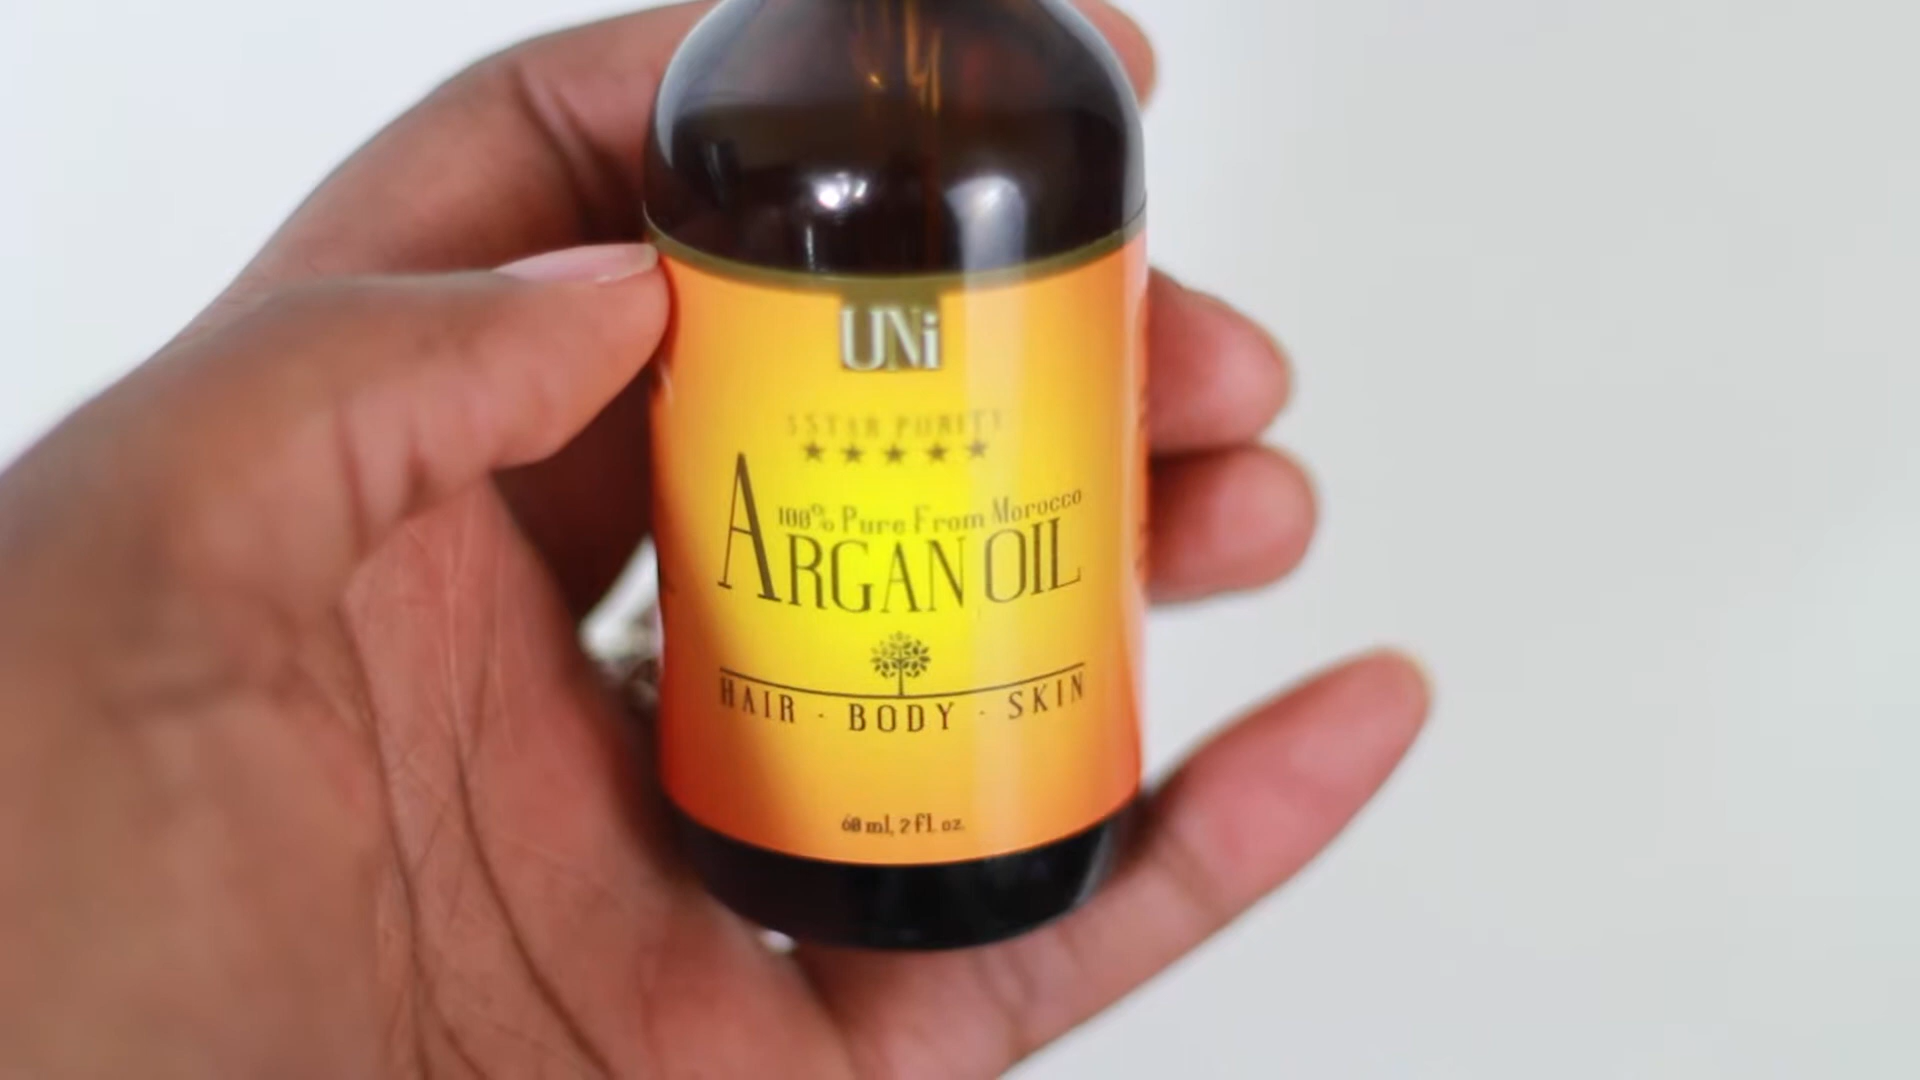 UNi
5 STAR PURITY
100% Pure From Morocco
ARGAN OIL
HAIR · BODY · SKIN
60 ml, 2 fl. oz.